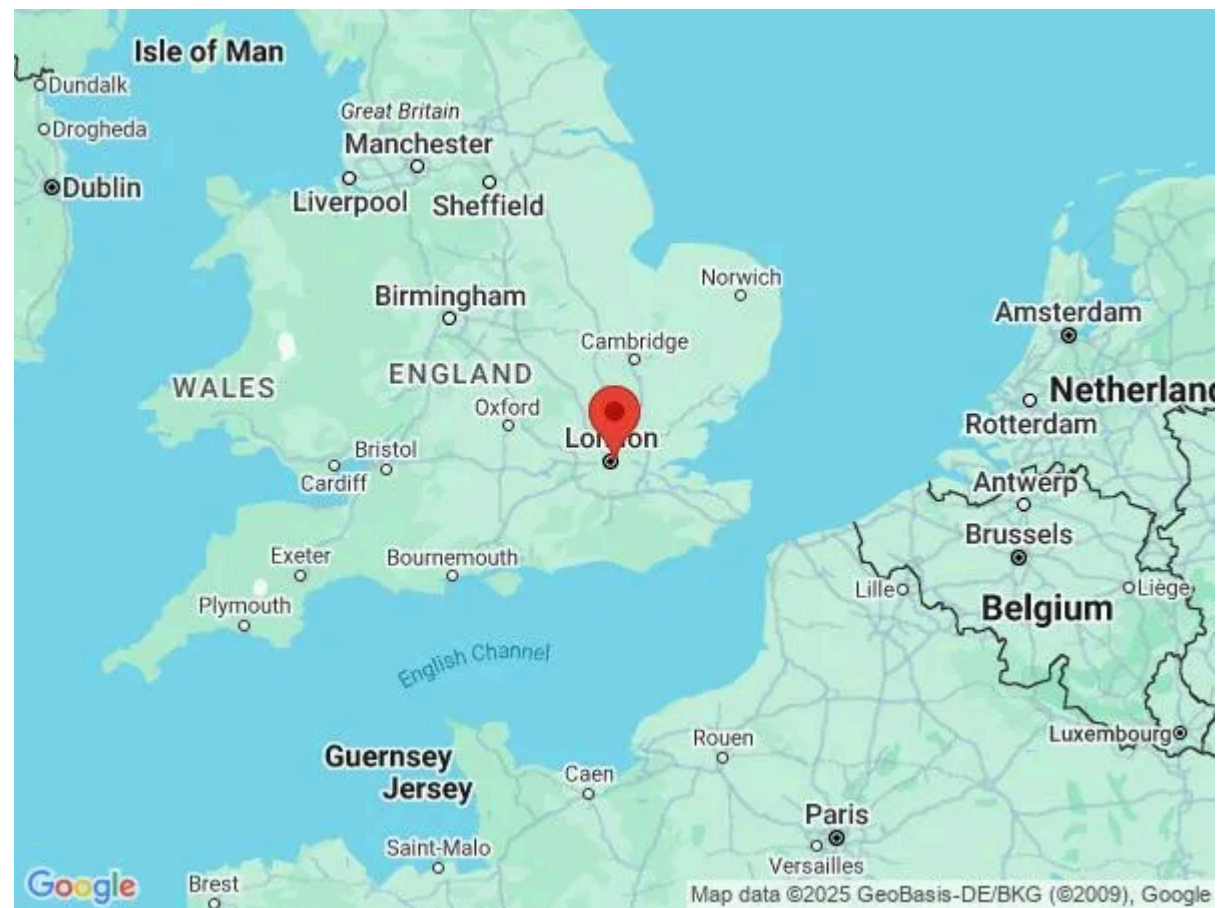 Isle of Man
Dundalk
Great Britain
Drogheda
Manchester
Dublin
Liverpool
Sheffield
Norwich
Birmingham
Amsterdam
Cambridge
ENGLAND
WALES
Netherland
Oxford
Rotterdam
London
Bristol
Cardiff
Antwerp
Brussels
Exeter
Bournemouth
Lille
Liège
Plymouth
Belgium
English Channel
Luxembourg
Rouen
Guernsey
Caen
Jersey
Paris
Saint-Malo
Versailles
Google
Brest
Map data ©2025 GeoBasis-DE/BKG (©2009), Google